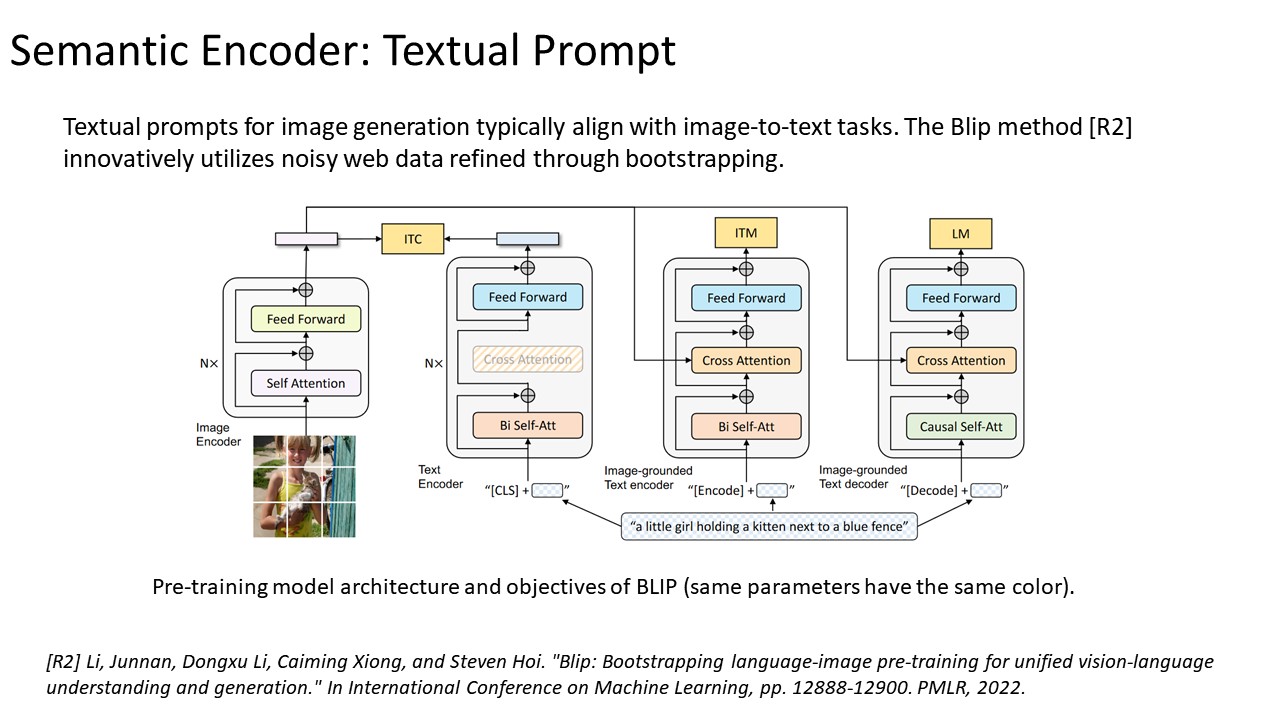 Semantic Encoder: Textual Prompt
Textual prompts for image generation typically align with image-to-text tasks. The Blip method [R2]
innovatively utilizes noisy web data refined through bootstrapping.
ITC
ITM
LM
N×
Feed Forward
Self Attention
Image
Encoder
N×
Feed Forward
Cross Attention
Bi Self-Att
Text
Encoder
"[CLS] + "
Feed Forward
Cross Attention
Bi Self-Att
Image-grounded
Text encoder
"[Encode] + "
Feed Forward
Cross Attention
Causal Self-Att
Image-grounded
Text decoder
"[Decode] + "
"a little girl holding a kitten next to a blue fence"
Pre-training model architecture and objectives of BLIP (same parameters have the same color).
[R2] Li, Junnan, Dongxu Li, Caiming Xiong, and Steven Hoi. "Blip: Bootstrapping language-image pre-training for unified vision-language
understanding and generation." In International Conference on Machine Learning, pp. 12888-12900. PMLR, 2022.